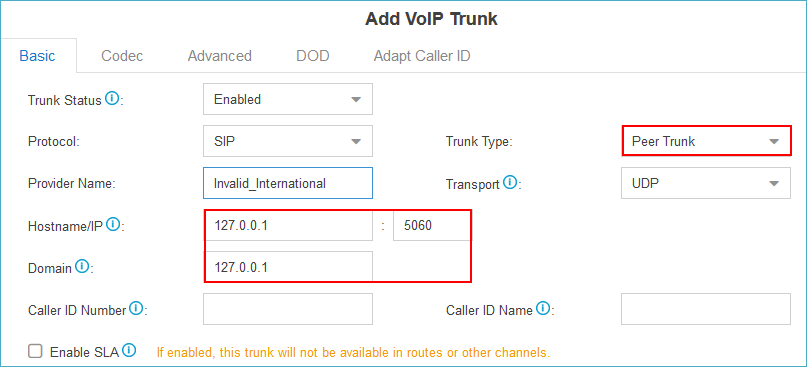 Add VoIP Trunk
Basic Codec Advanced DOD Adapt Caller ID
Trunk Status: Enabled
Protocol: SIP Trunk Type: Peer Trunk
Provider Name: Invalid_International Transport: UDP
Hostname/IP: 127.0.0.1 : 5060
Domain: 127.0.0.1
Caller ID Number: Caller ID Name:
Enable SLA If enabled, this trunk will not be available in routes or other channels.